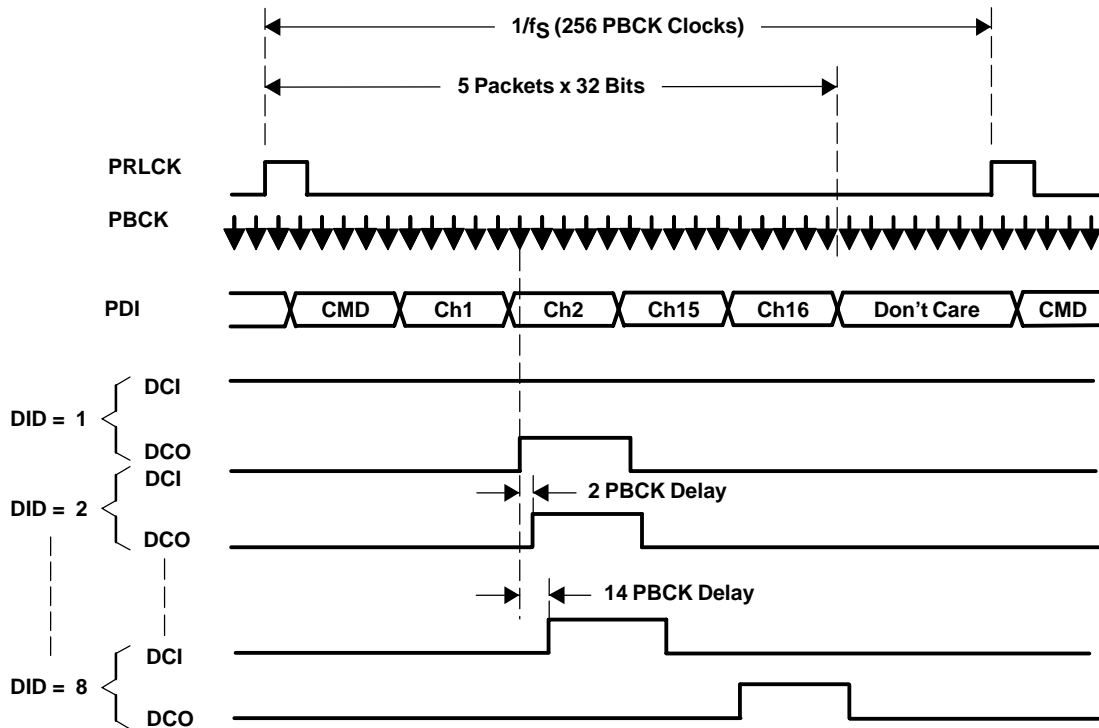 1/fS (256 PBCK Clocks)
5 Packets x 32 Bits
PRLCK
PBCK
PDI
CMD
Ch1
Ch2
Ch15
Ch16
Don't Care
CMD
DCI
DID = 1
DCO
DCI
DID = 2
2 PBCK Delay
DCO
14 PBCK Delay
DCI
DID = 8
DCO